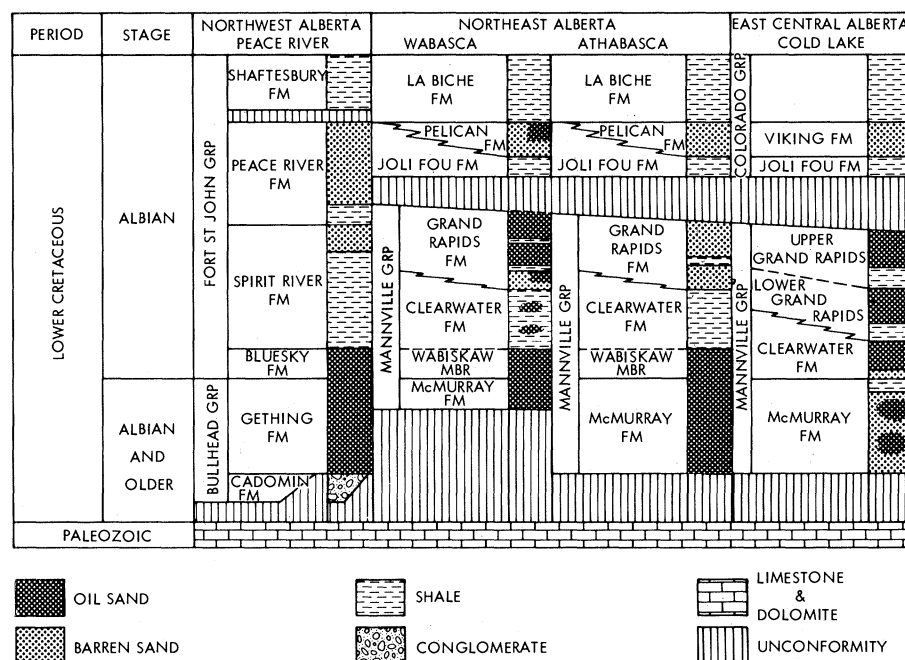 PERIOD
STAGE
NORTHWEST ALBERTA
PEACE RIVER
NORTHEAST ALBERTA
WABASCA
ATHABASCA
EAST CENTRAL ALBERTA
COLD LAKE
LOWER CRETACEOUS
ALBIAN
ALBIAN
AND
OLDER
PALEOZOIC
FORT ST JOHN GRP
BULLHEAD GRP
SHAFTESBURY
FM
PEACE RIVER
FM
SPIRIT RIVER
FM
BLUESKY
FM
GETHING
FM
CADOMIN
FM
LA BICHE
FM
PELICAN
FM
JOLI FOU FM
MANNVILLE GRP
GRAND
RAPIDS
FM
CLEARWATER
FM
WABISKAW
MBR
McMURRAY
FM
LA BICHE
FM
PELICAN
FM
JOLI FOU FM
MANNVILLE GRP
GRAND
RAPIDS
FM
CLEARWATER
FM
WABISKAW
MBR
McMURRAY
FM
COLORADO GRP
VIKING FM
JOLI FOU FM
MANNVILLE GRP
UPPER
GRAND RAPIDS
LOWER
GRAND
RAPIDS
CLEARWATER
FM
McMURRAY
FM
OIL SAND
SHALE
LIMESTONE
&
DOLOMITE
BARREN SAND
CONGLOMERATE
UNCONFORMITY